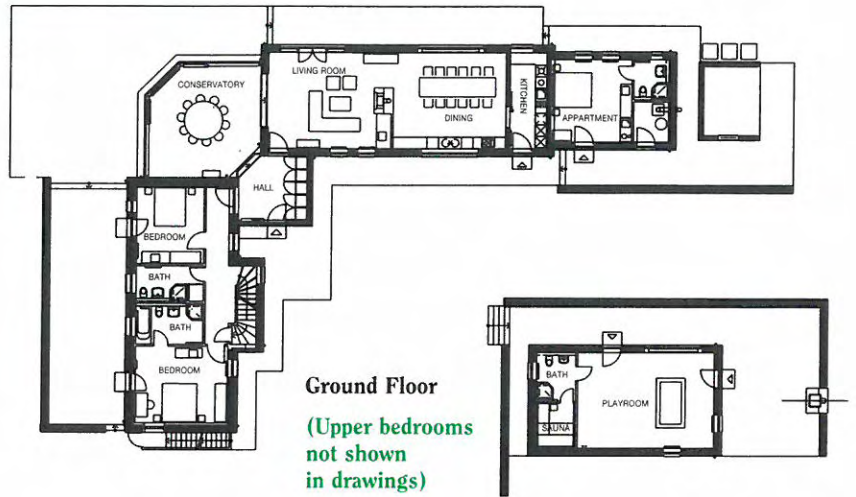 LIVING ROOM
CONSERVATORY
KITCHEN
DINING
APPARTMENT
HALL
BEDROOM
BATH
BATH
BEDROOM
Ground Floor
(Upper bedrooms
not shown
in drawings)
BATH
PLAYROOM
SAUNA